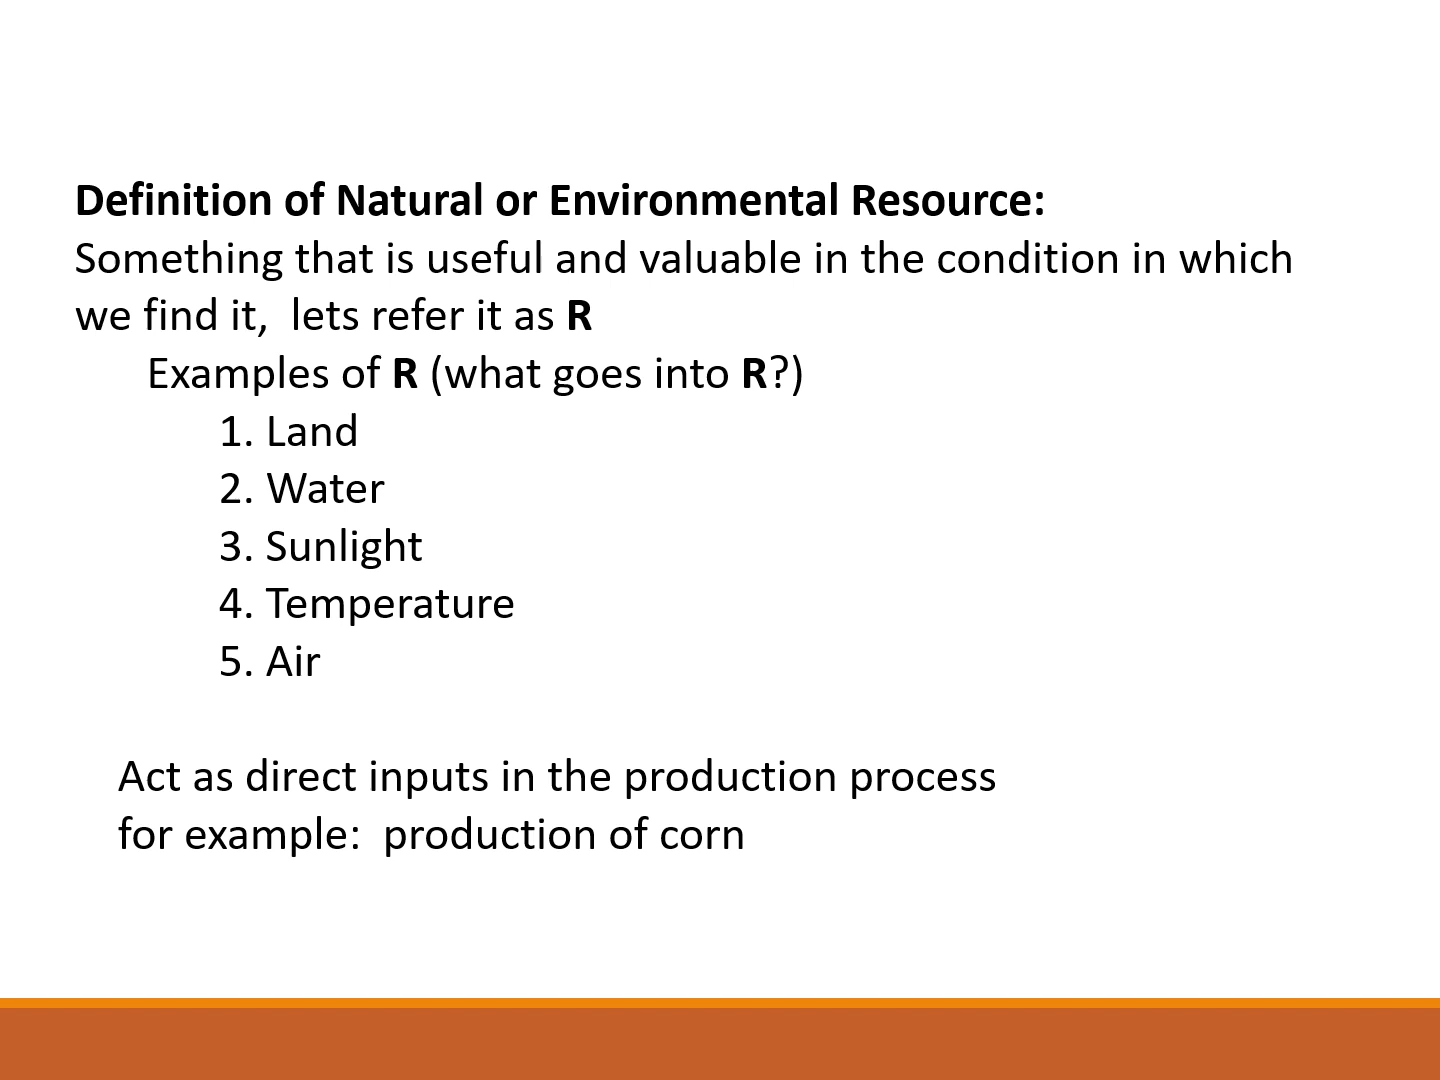 Definition of Natural or Environmental Resource:
Something that is useful and valuable in the condition in which
we find it,  lets refer it as R
Examples of R (what goes into R?)
1. Land
2. Water
3. Sunlight
4. Temperature
5. Air
Act as direct inputs in the production process
for example:  production of corn